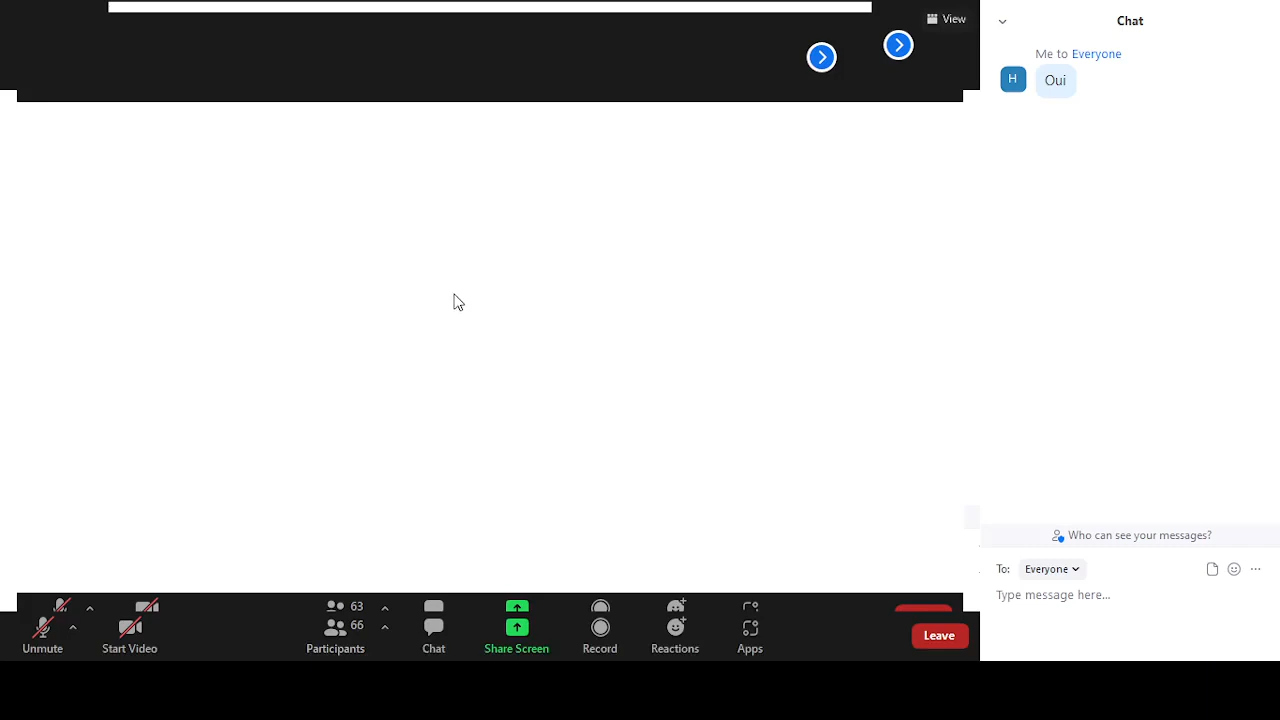 View
Chat
Me to Everyone
H
Oui
Who can see your messages?
To: Everyone
Type message here...
63
66
Unmute
Start Video
Participants
Chat
Share Screen
Record
Reactions
Apps
Leave